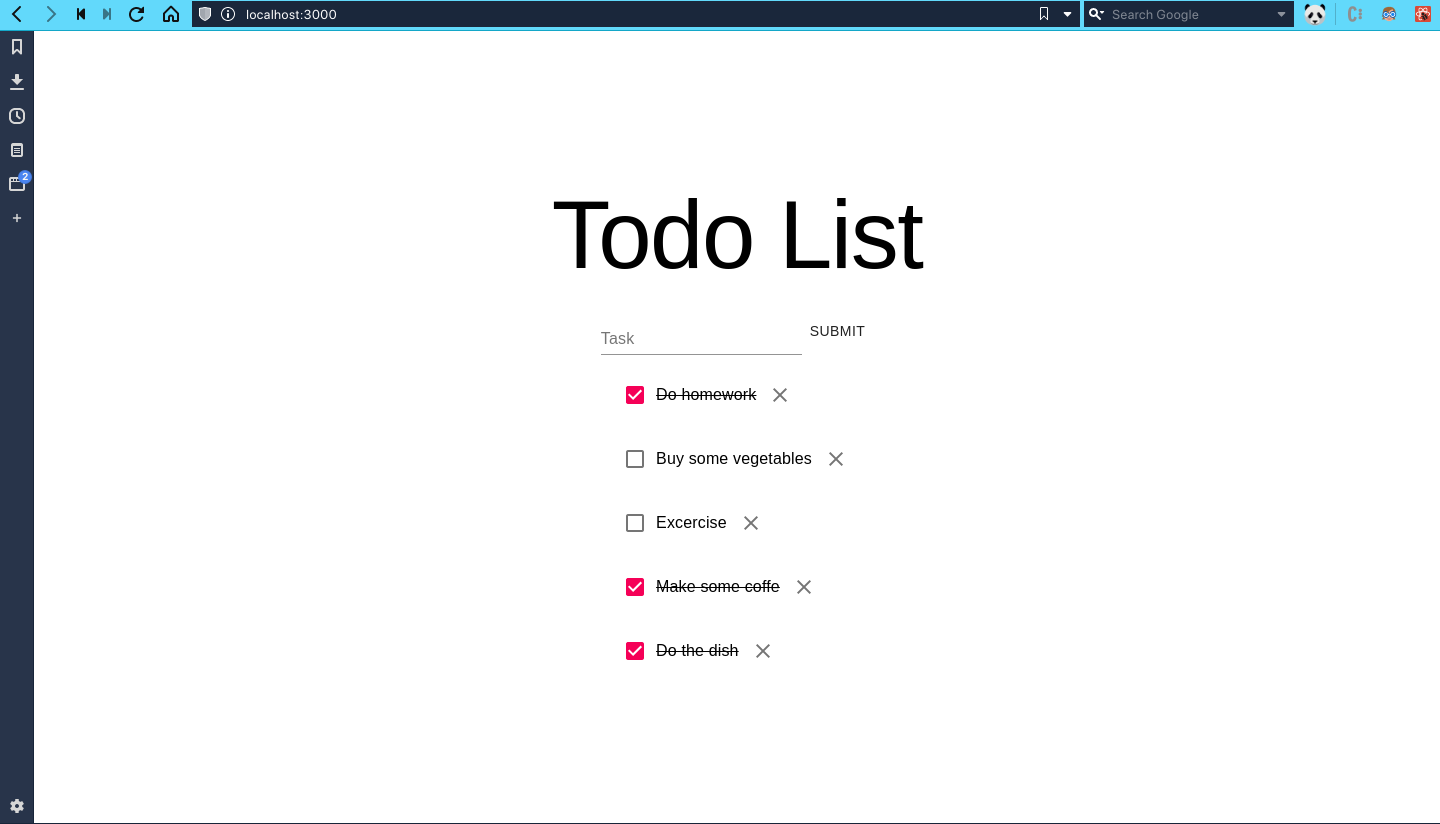 localhost:3000
Search Google
2
Todo List
Task
SUBMIT
Do homework
Buy some vegetables
Excercise
Make some coffe
Do the dish